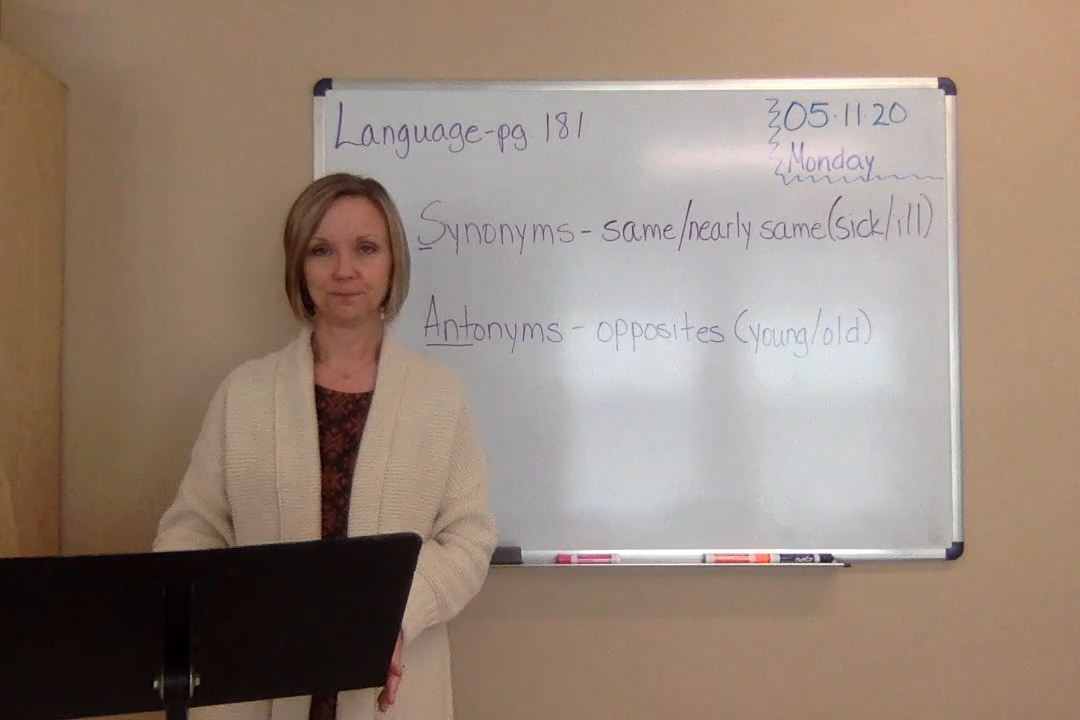 Language-pg. 181
05·11·20
Monday
Synonyms - same/nearly same (sick/ill)
Antonyms - opposites (young/old)